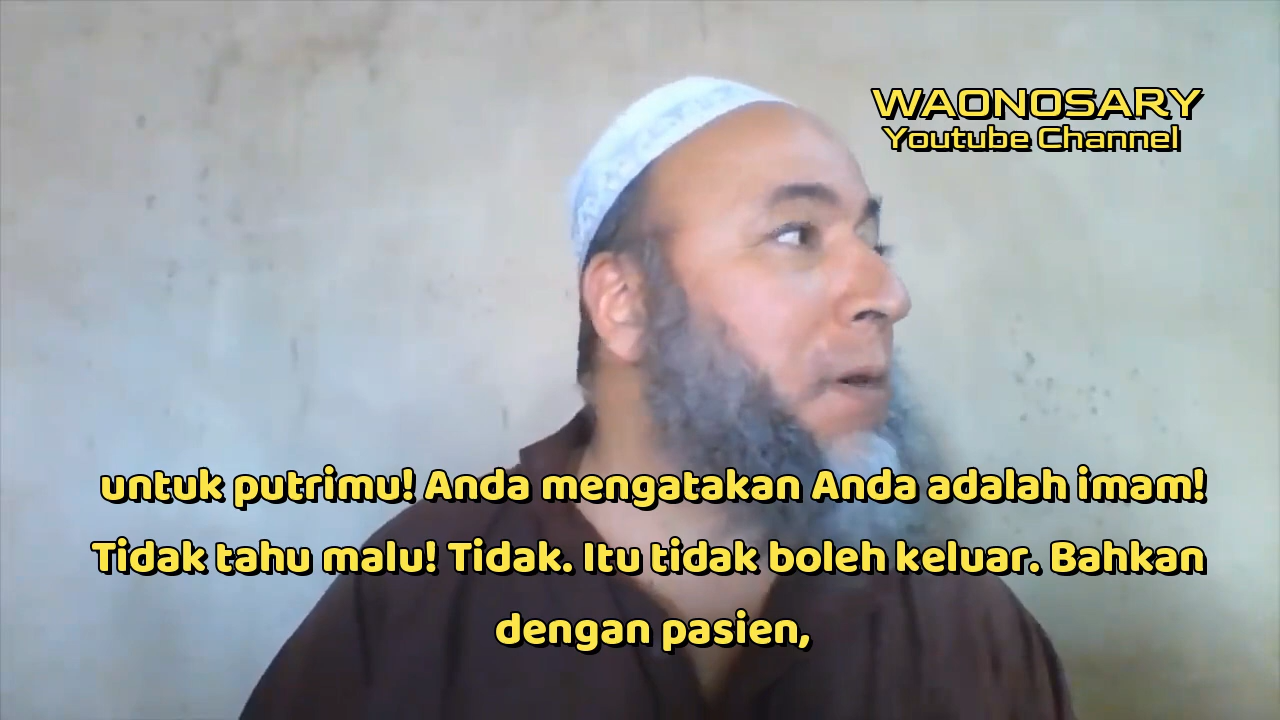 WAONOSARY
Youtube Channel
untuk putrimu! Anda mengatakan Anda adalah imam!
Tidak tahu malu! Tidak. Itu tidak boleh keluar. Bahkan
dengan pasien,